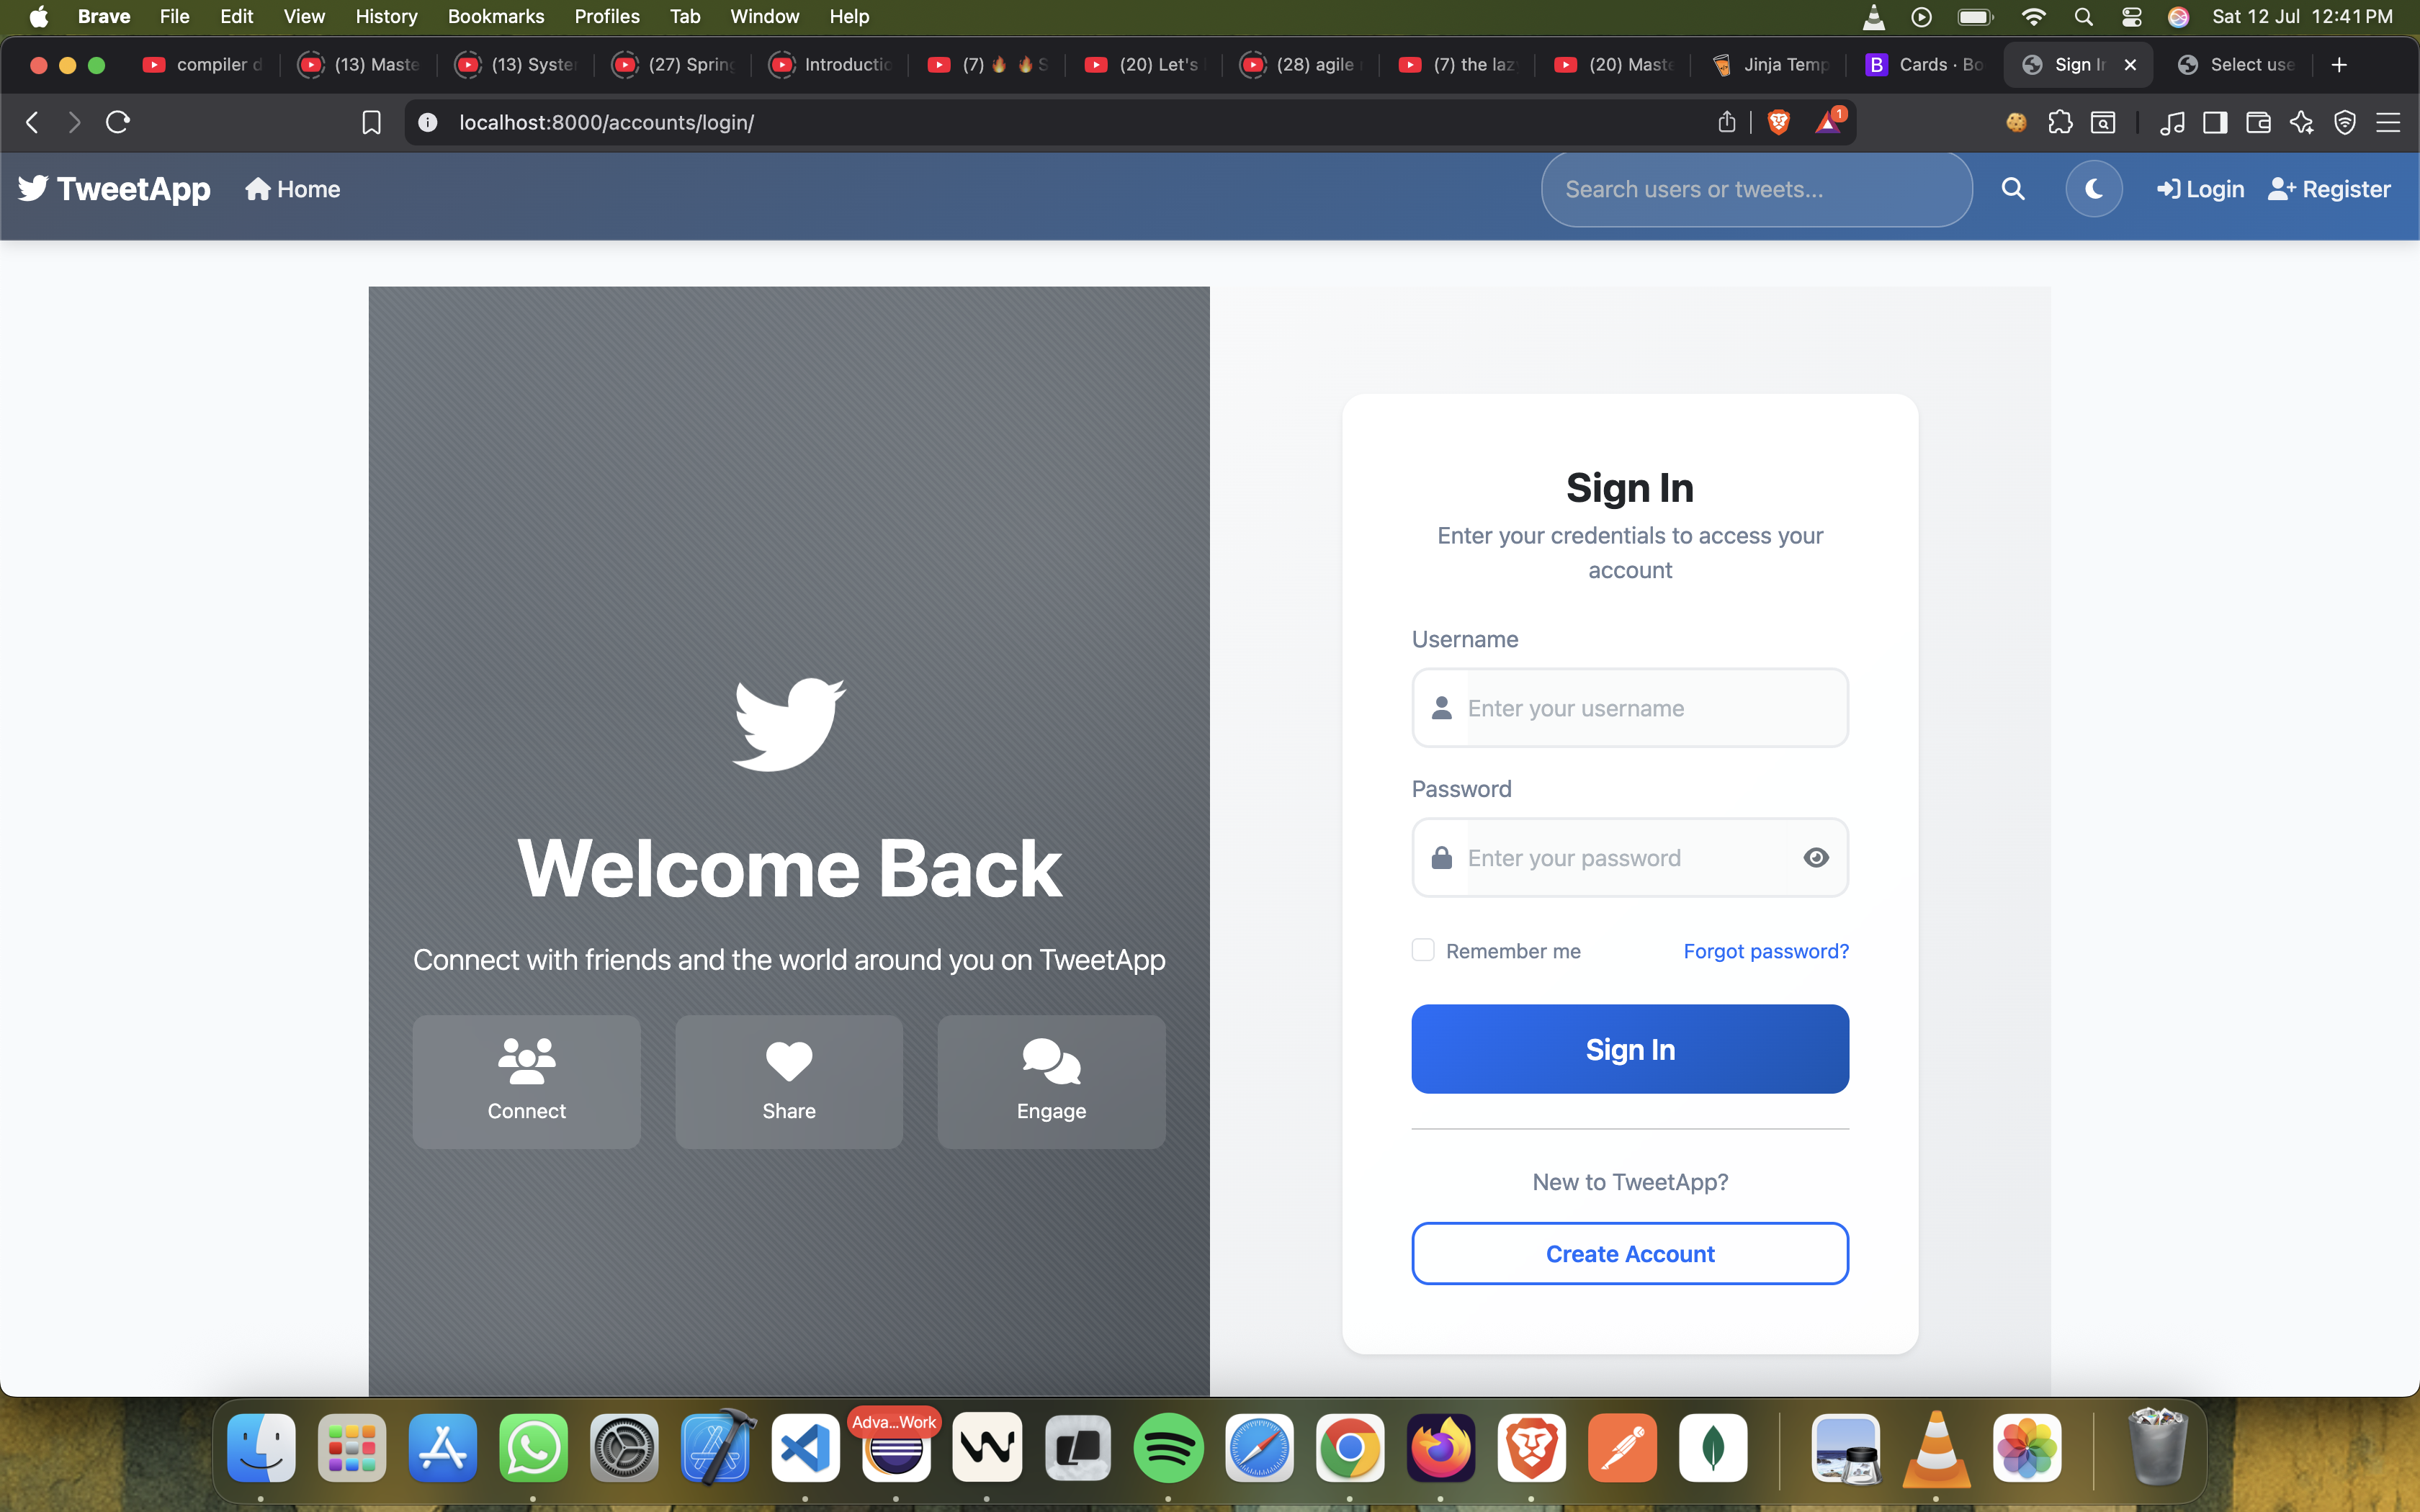 Brave File Edit View History Bookmarks Profiles Tab Window Help Sat 12 Jul 12:41 PM
compiler d (13) Maste (13) Syste (27) Spring Introductio (7) 🔥 🔥 S (20) Let's (28) agile (7) the laz (20) Maste Jinja Temp B Cards · Bo Sign In Select use
localhost:8000/accounts/login/ 1
TweetApp Home Search users or tweets... Login Register
Welcome Back
Connect with friends and the world around you on TweetApp
Connect Share Engage
Sign In
Enter your credentials to access your
account
Username
Enter your username
Password
Enter your password
Remember me Forgot password?
Sign In
New to TweetApp?
Create Account
Adva...Work